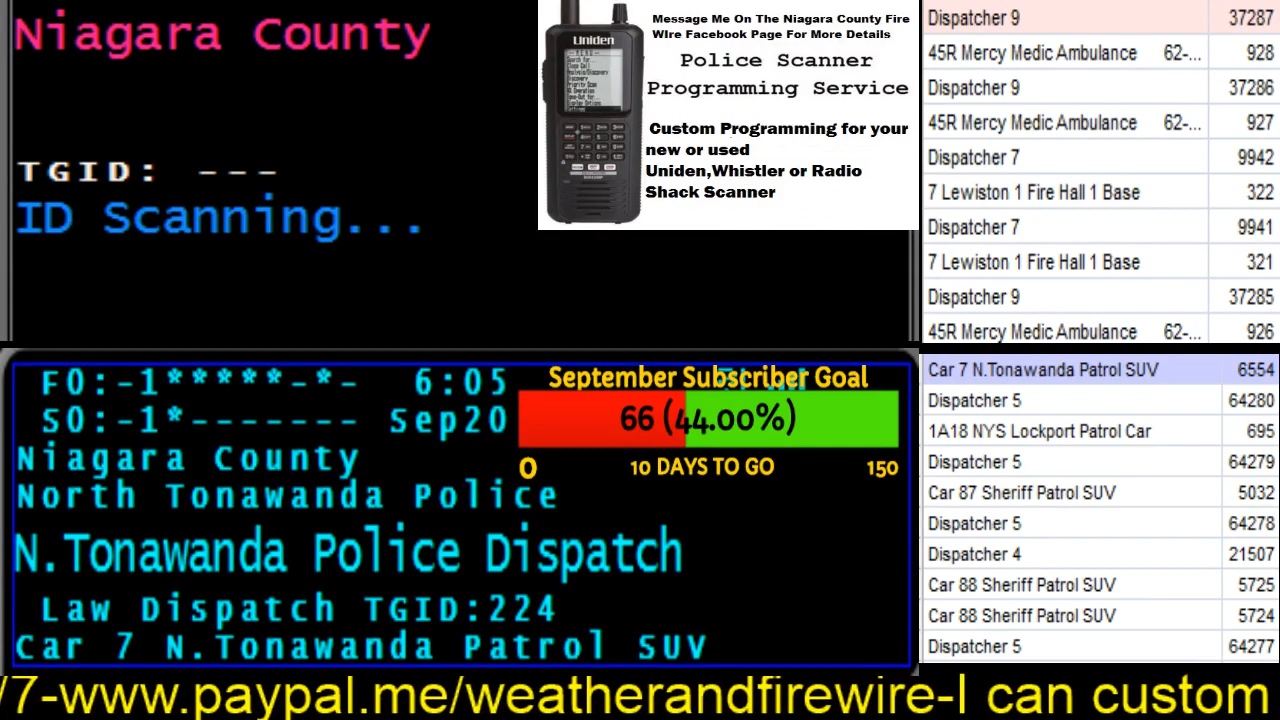 Niagara County
TGID: ---
ID Scanning...
Uniden
Message Me On The Niagara County Fire
WIre Facebook Page For More Details
Police Scanner
Programming Service
Custom Programming for your
new or used
Uniden,Whistler or Radio
Shack Scanner
Dispatcher 9 37287
45R Mercy Medic Ambulance 62-... 928
Dispatcher 9 37286
45R Mercy Medic Ambulance 62-... 927
Dispatcher 7 9942
7 Lewiston 1 Fire Hall 1 Base 322
Dispatcher 7 9941
7 Lewiston 1 Fire Hall 1 Base 321
Dispatcher 9 37285
45R Mercy Medic Ambulance 62-... 926
F0:-1*****-*- 6:05
S0:-1*------- Sep20
Niagara County
North Tonawanda Police
N.Tonawanda Police Dispatch
Law Dispatch TGID:224
Car 7 N.Tonawanda Patrol SUV
September Subscriber Goal
66 (44.00%)
0 10 DAYS TO GO 150
Car 7 N.Tonawanda Patrol SUV 6554
Dispatcher 5 64280
1A18 NYS Lockport Patrol Car 695
Dispatcher 5 64279
Car 87 Sheriff Patrol SUV 5032
Dispatcher 5 64278
Dispatcher 4 21507
Car 88 Sheriff Patrol SUV 5725
Car 88 Sheriff Patrol SUV 5724
Dispatcher 5 64277
/7-www.paypal.me/weatherandfirewire-I can custom